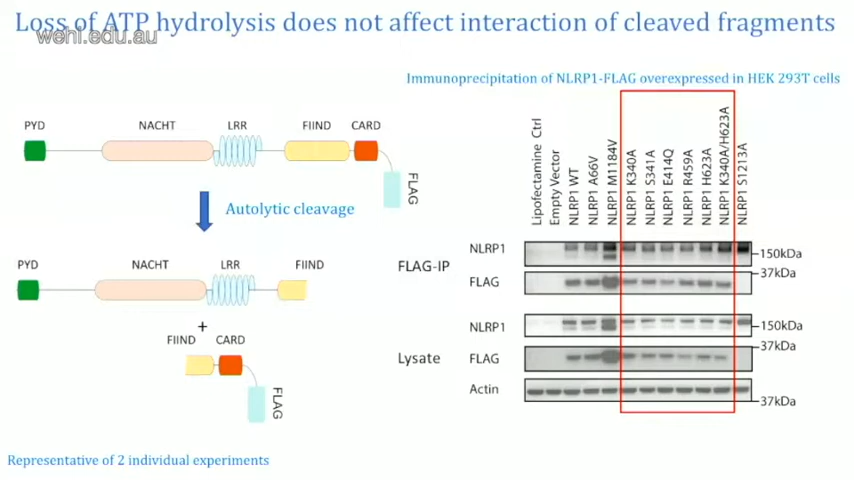 Loss of ATP hydrolysis does not affect interaction of cleaved fragments
wehi.edu.au
Immunoprecipitation of NLRP1-FLAG overexpressed in HEK 293T cells
PYD NACHT LRR FIIND CARD
FLAG
Autolytic cleavage
PYD NACHT LRR FIIND
+
FIIND CARD
FLAG
Lipofectamine Ctrl
Empty Vector
NLRP1 WT
NLRP1 A66V
NLRP1 M1184V
NLRP1 K340A
NLRP1 S341A
NLRP1 E414Q
NLRP1 R459A
NLRP1 H623A
NLRP1 K340A/H623A
NLRP1 S1213A
FLAG-IP
NLRP1
150kDa
37kDa
FLAG
Lysate
NLRP1
150kDa
37kDa
FLAG
Actin
37kDa
Representative of 2 individual experiments